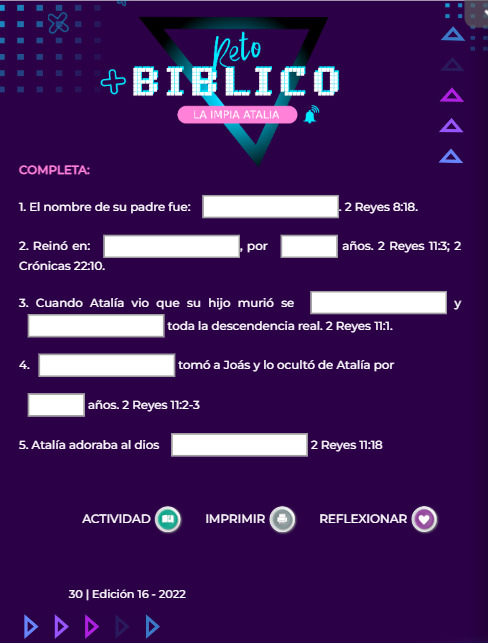 Reto
+ BIBLICO
LA IMPIA ATALIA
COMPLETA:
1. El nombre de su padre fue: . 2 Reyes 8:18.
2. Reinó en: , por años. 2 Reyes 11:3; 2
Crónicas 22:10.
3. Cuando Atalía vio que su hijo murió se y
toda la descendencia real. 2 Reyes 11:1.
4. tomó a Joás y lo ocultó de Atalía por
años. 2 Reyes 11:2-3
5. Atalía adoraba al dios 2 Reyes 11:18
ACTIVIDAD IMPRIMIR REFLEXIONAR
30 | Edición 16 - 2022